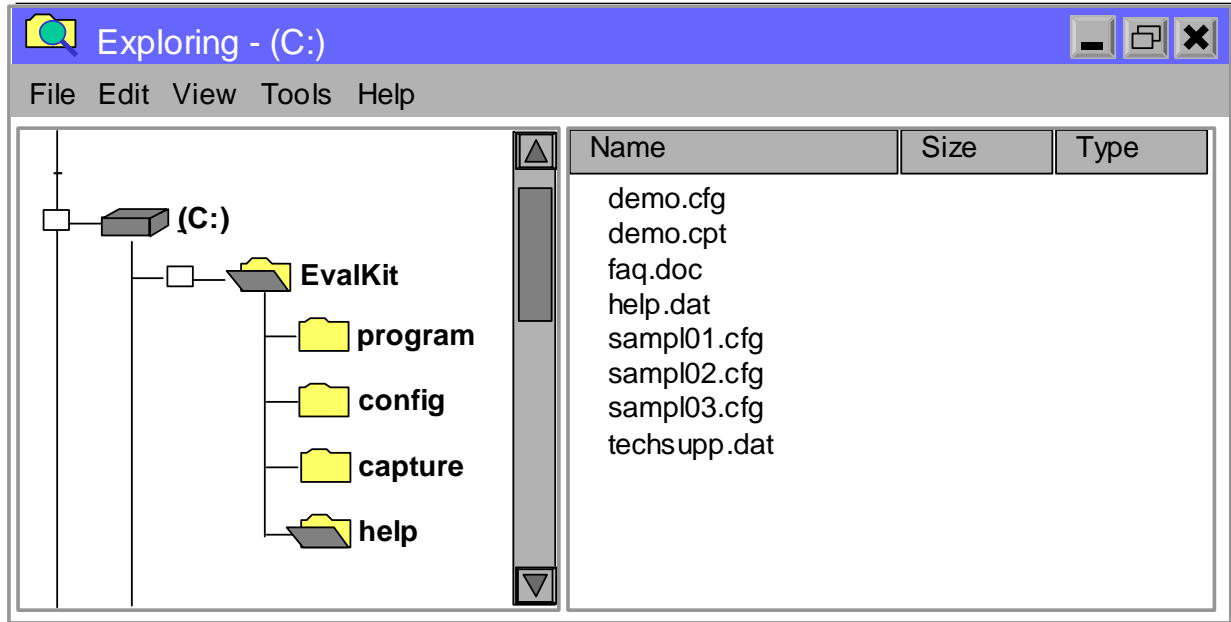 Exploring - (C:)
File Edit View Tools Help
(C:)
EvalKit
program
config
capture
help
Name Size Type
demo.cfg
demo.cpt
faq.doc
help.dat
sampl01.cfg
sampl02.cfg
sampl03.cfg
techsupp.dat